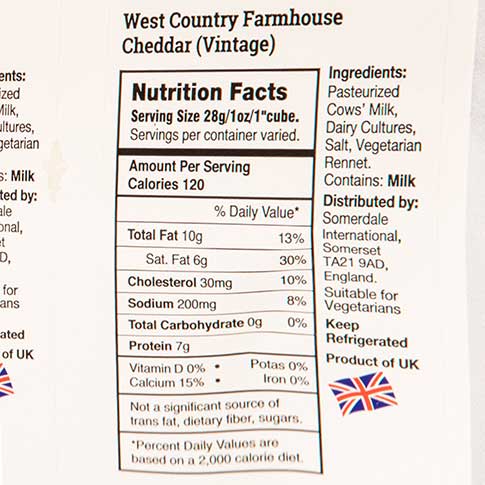 West Country Farmhouse
Cheddar (Vintage)
Nutrition Facts
Serving Size 28g/1oz/1"cube.
Servings per container varied.
Amount Per Serving
Calories 120
% Daily Value*
Total Fat 10g 13%
Sat. Fat 6g 30%
Cholesterol 30mg 10%
Sodium 200mg 8%
Total Carbohydrate 0g 0%
Protein 7g
Vitamin D 0% • Potas 0%
Calcium 15% • Iron 0%
Not a significant source of
trans fat, dietary fiber, sugars.
*Percent Daily Values are
based on a 2,000 calorie diet.
Ingredients:
Pasteurized
Cows' Milk,
Dairy Cultures,
Salt, Vegetarian
Rennet.
Contains: Milk
Distributed by:
Somerdale
International,
Somerset
TA21 9AD,
England.
Suitable for
Vegetarians
Keep
Refrigerated
Product of UK
: Milk
by:
for
of UK